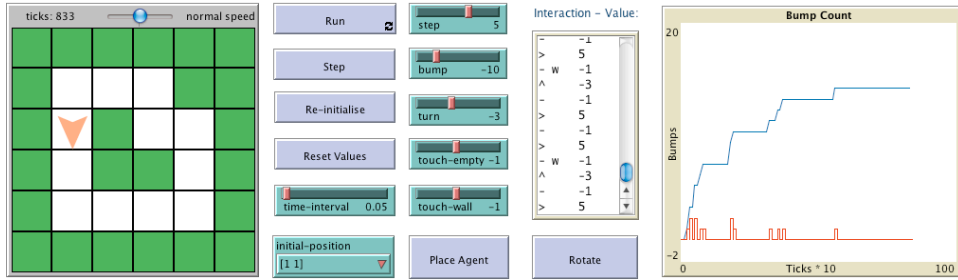 ticks: 833
normal speed
Run
Step
Re-initialise
Reset Values
time-interval 0.05
initial-position
[1 1]
step 5
bump -10
turn -3
touch-empty -1
touch-wall -1
Place Agent
Interaction - Value:
- -1
> 5
- w -1
^ -3
- -1
> 5
- -1
> 5
- w -1
^ -3
- -1
> 5
Rotate
Bump Count
20
Bumps
-2
0
Ticks * 10
100